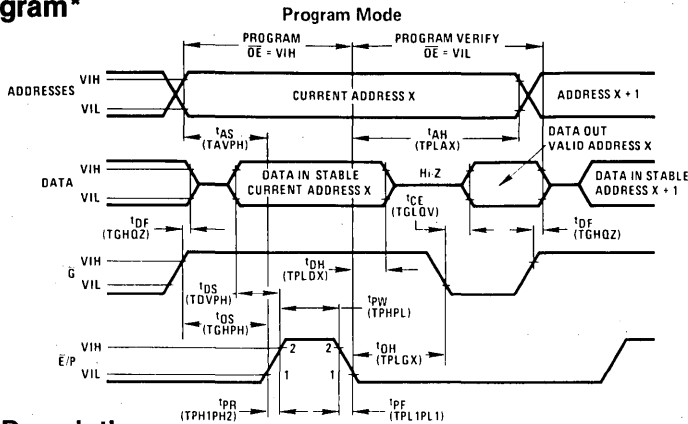 gram*
Program Mode
PROGRAM
OE = VIH
PROGRAM VERIFY
OE = VIL
ADDRESSES
VIH
VIL
CURRENT ADDRESS X
ADDRESS X + 1
tAS
(TAVPH)
tAH
(TPLAX)
DATA OUT
VALID ADDRESS X
DATA
VIH
VIL
DATA IN STABLE
CURRENT ADDRESS X
Hi-Z
DATA IN STABLE
ADDRESS X + 1
tDF
(TGHQZ)
tCE
(TGLQV)
tDF
(TGHQZ)
G
VIH
VIL
tDH
(TPLDX)
tDS
(TDVPH)
tPW
(TPHPL)
tOS
(TGHPH)
tOH
(TPLGX)
E/P
VIH
VIL
2 2
1 1
tPR
(TPH1PH2)
tPF
(TPL1PL1)